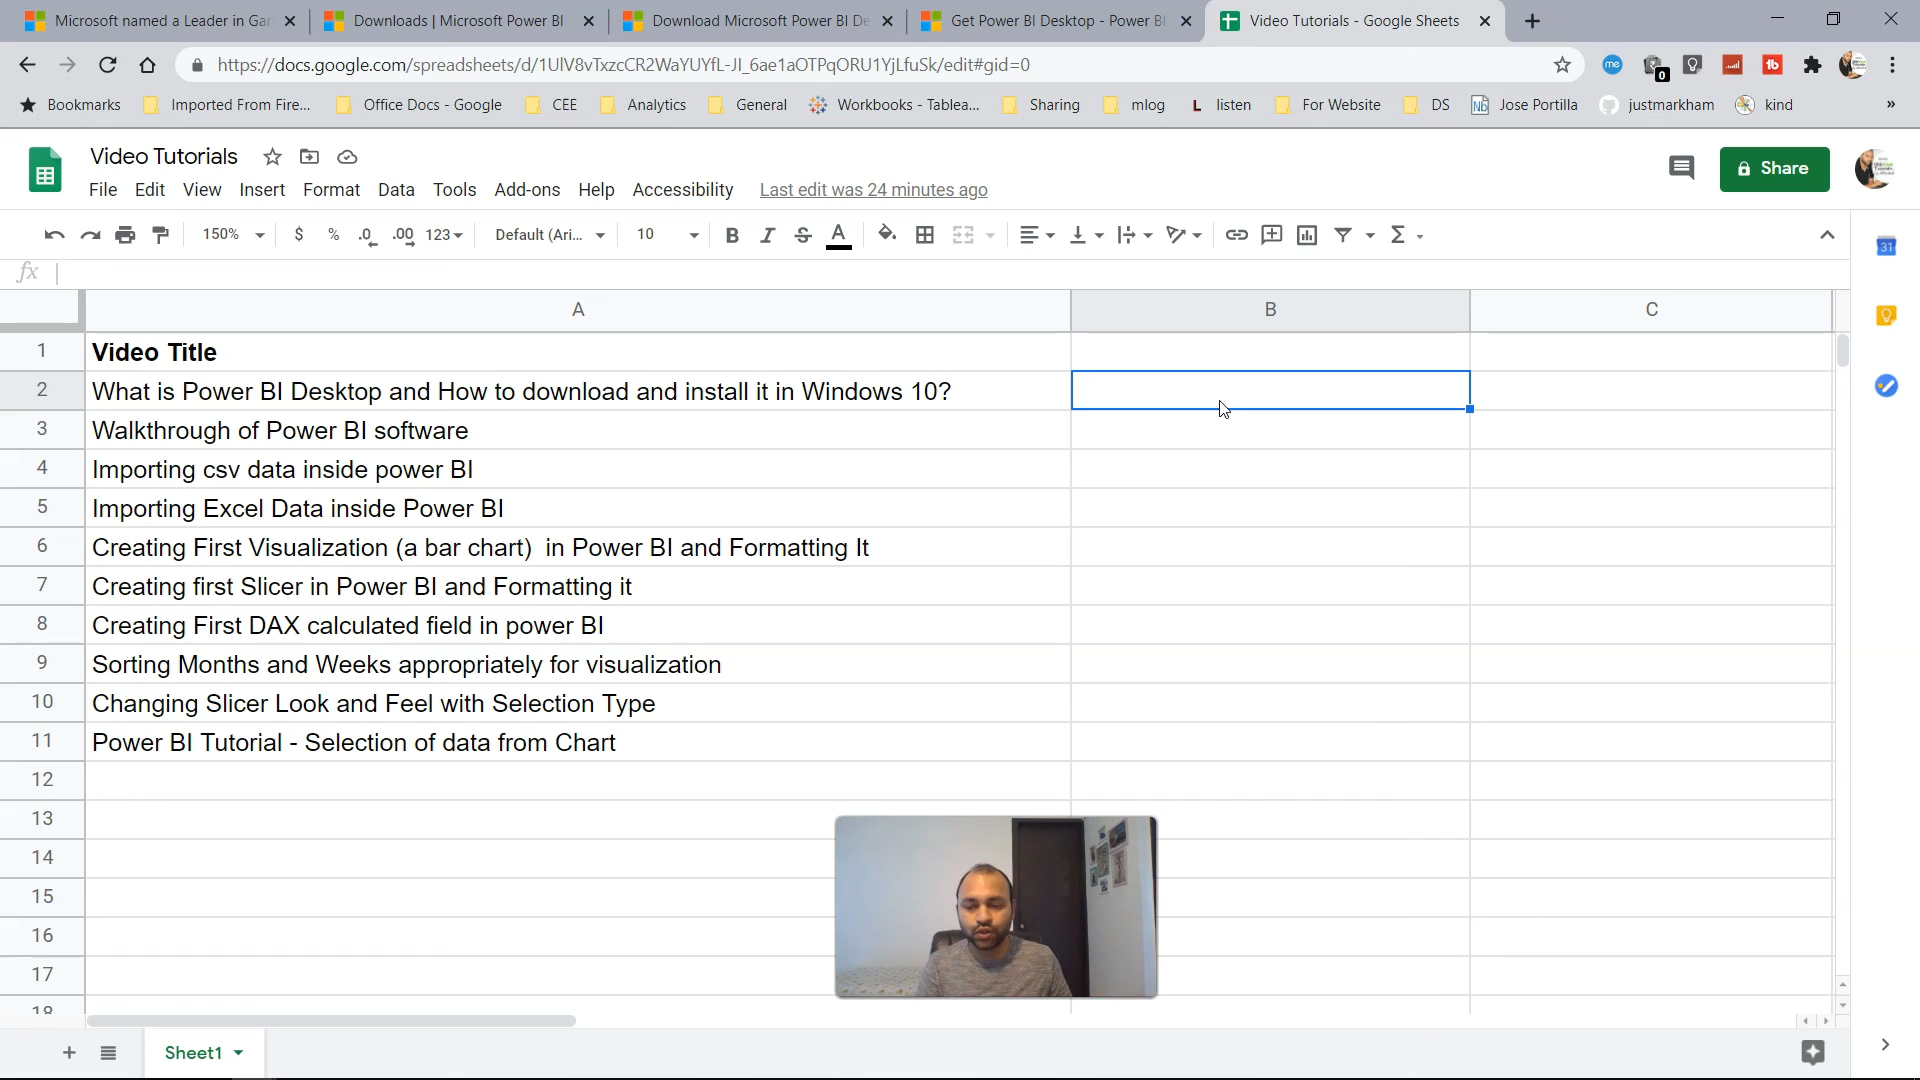 Microsoft named a Leader in Gar
Downloads | Microsoft Power BI
Download Microsoft Power BI De
Get Power BI Desktop - Power BI
Video Tutorials - Google Sheets
https://docs.google.com/spreadsheets/d/1UlV8vTxzcCR2WaYUYfL-JI_6ae1aOTPqORU1YjLfuSk/edit#gid=0
me
0
Bookmarks
Imported From Fire...
Office Docs - Google
CEE
Analytics
General
Workbooks - Tablea...
Sharing
mlog
L listen
For Website
DS
Nb Jose Portilla
justmarkham
kind
»
Video Tutorials
Share
File Edit View Insert Format Data Tools Add-ons Help Accessibility Last edit was 24 minutes ago
150% $ % .0 .00 123 Default (Ari... 10 B I S A Σ
31
fx
A B C
1 Video Title
2 What is Power BI Desktop and How to download and install it in Windows 10?
3 Walkthrough of Power BI software
4 Importing csv data inside power BI
5 Importing Excel Data inside Power BI
6 Creating First Visualization (a bar chart)  in Power BI and Formatting It
7 Creating first Slicer in Power BI and Formatting it
8 Creating First DAX calculated field in power BI
9 Sorting Months and Weeks appropriately for visualization
10 Changing Slicer Look and Feel with Selection Type
11 Power BI Tutorial - Selection of data from Chart
12
13
14
15
16
17
18
Sheet1